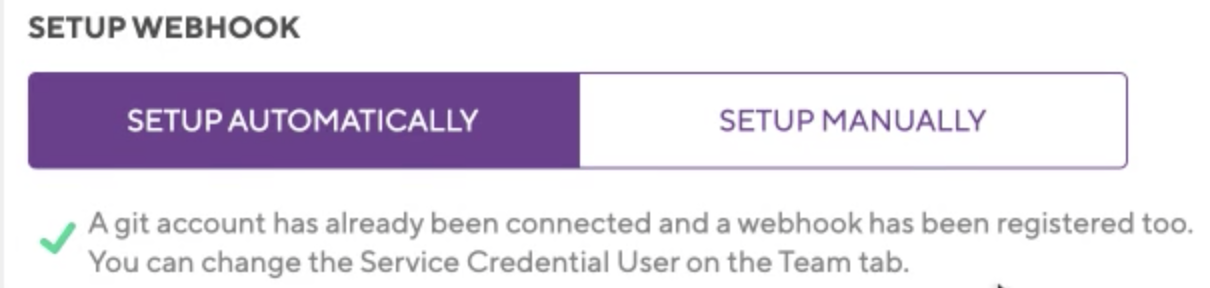 SETUP WEBHOOK
SETUP AUTOMATICALLY
SETUP MANUALLY
A git account has already been connected and a webhook has been registered too.
You can change the Service Credential User on the Team tab.